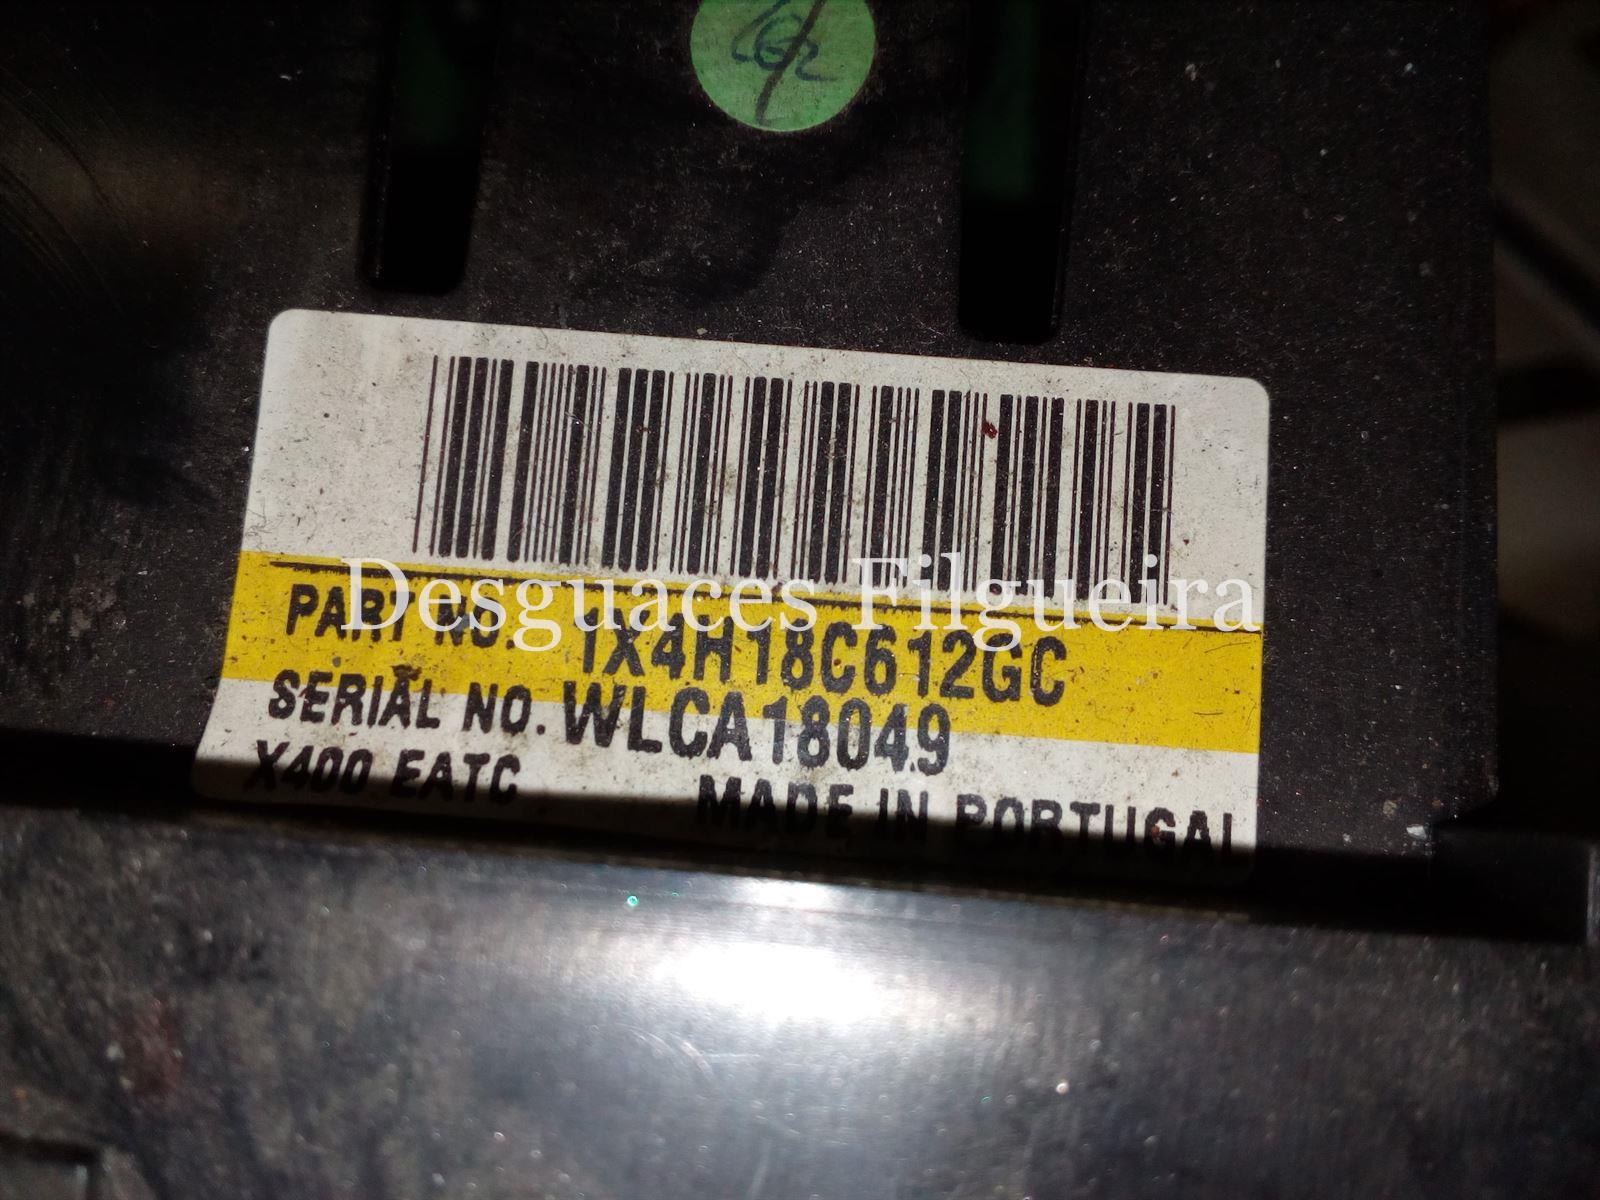 Desguaces Filgueira
PART NO. 1X4H18C612GC
SERIAL NO. WLCA18049
X400 EATC MADE IN PORTUGAL